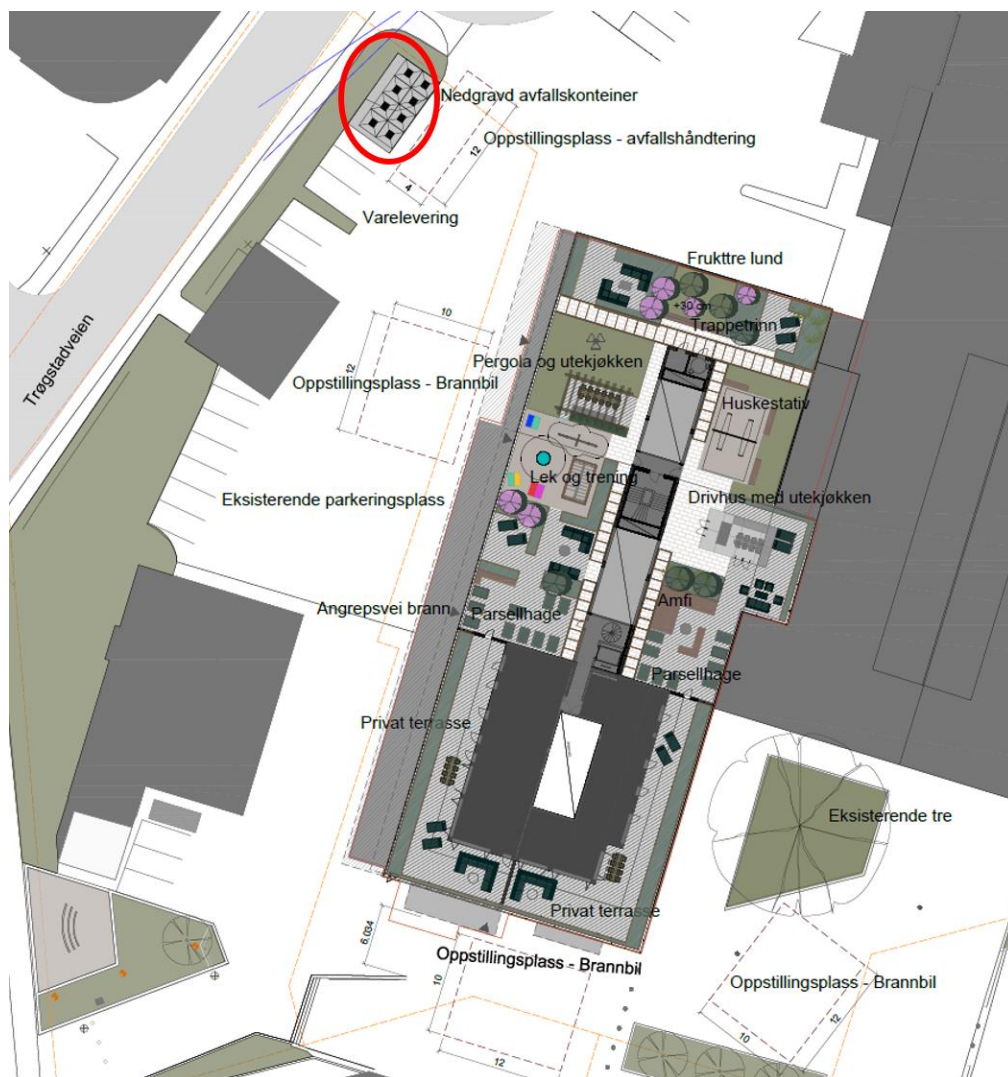 Nedgravd avfallskonteiner
Oppstillingsplass - avfallshåndtering
12
4
Varelevering
Frukttre lund
+30 cm
Trappetrinn
10
12
Pergola og utekjøkken
Oppstillingsplass - Brannbil
Huskestativ
Trøgstadveien
Lek og trening
Drivhus med utekjøkken
Eksisterende parkeringsplass
Amfi
Angrepsvei brann
Parsellhage
Parsellhage
Privat terrasse
Eksisterende tre
Privat terrasse
6,034
Oppstillingsplass - Brannbil
10
12
Oppstillingsplass - Brannbil
10
12